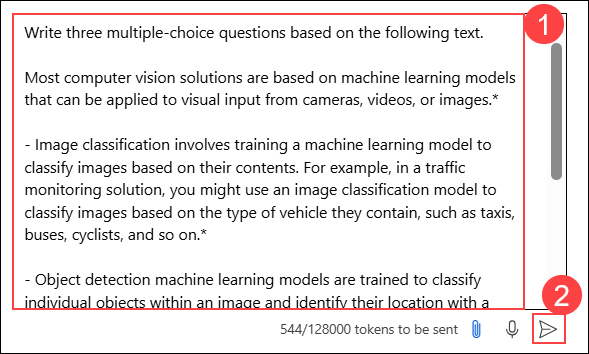 Write three multiple-choice questions based on the following text.
Most computer vision solutions are based on machine learning models
that can be applied to visual input from cameras, videos, or images.*
- Image classification involves training a machine learning model to
classify images based on their contents. For example, in a traffic
monitoring solution, you might use an image classification model to
classify images based on the type of vehicle they contain, such as taxis,
buses, cyclists, and so on.*
- Object detection machine learning models are trained to classify
individual objects within an image and identify their location with a
544/128000 tokens to be sent
1
2